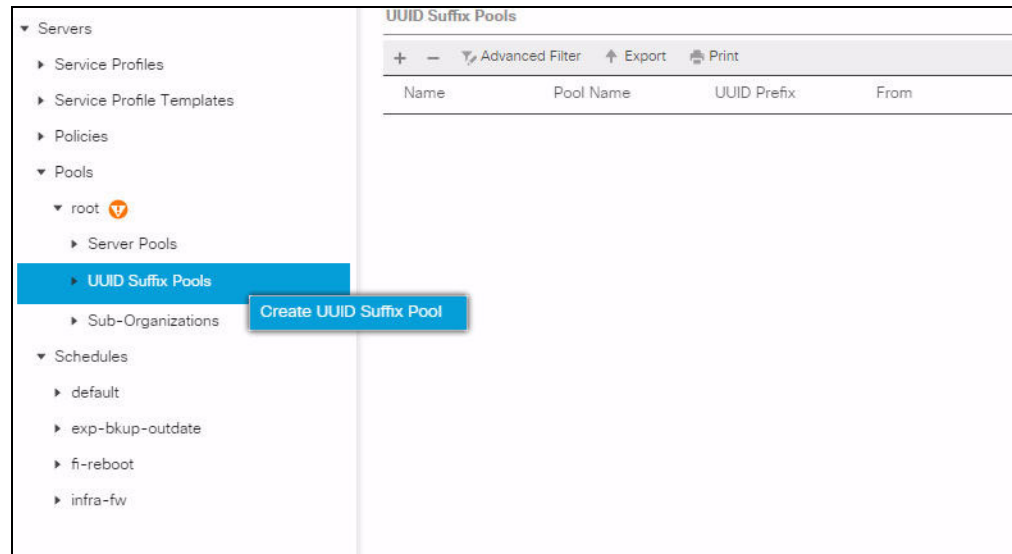 Servers
Service Profiles
Service Profile Templates
Policies
Pools
root
Server Pools
UUID Suffix Pools
Sub-Organizations
Schedules
default
exp-bkup-outdate
fi-reboot
infra-fw
Create UUID Suffix Pool
UUID Suffix Pools
+ − Advanced Filter Export Print
Name Pool Name UUID Prefix From